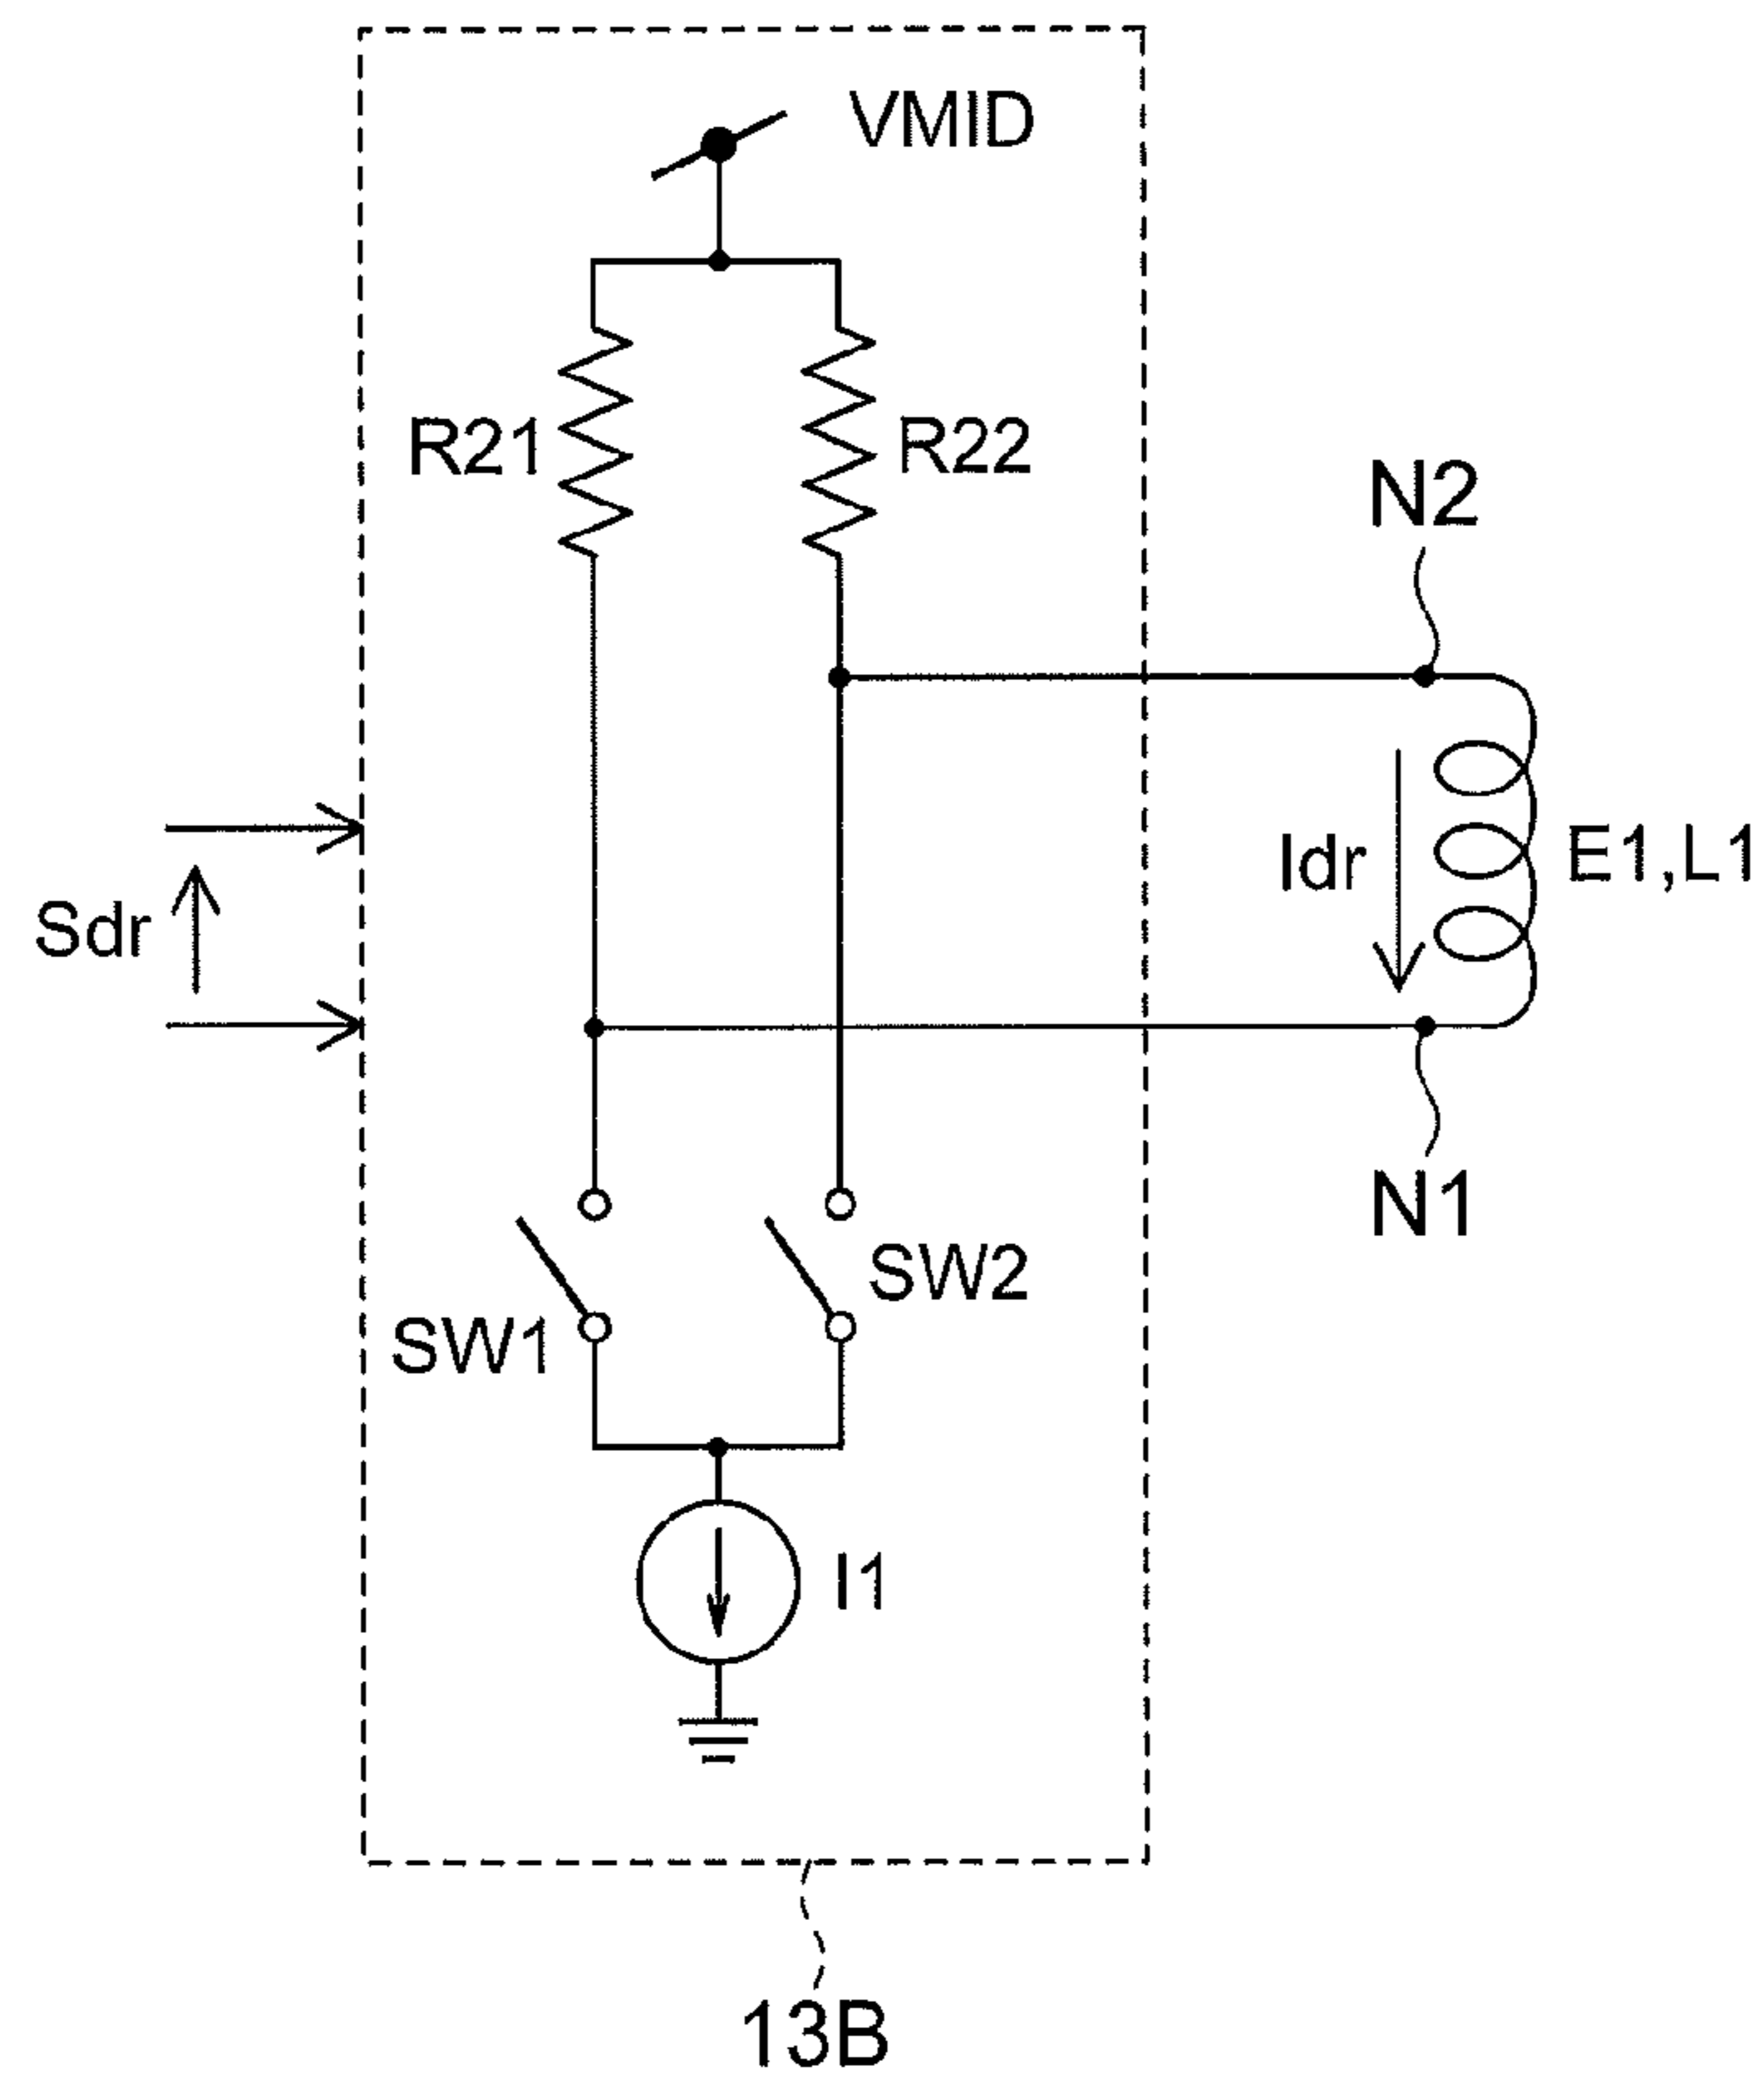 VMID
R21
R22
N2
Sdr
Idr
E1,L1
N1
SW1
SW2
I1
13B